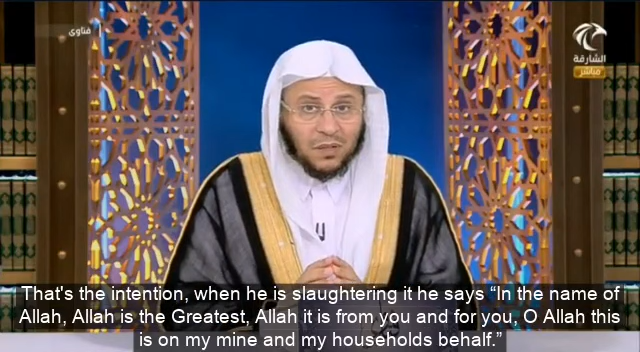 فتاوى
الشارقة
مباشر
That's the intention, when he is slaughtering it he says “In the name of
Allah, Allah is the Greatest, Allah it is from you and for you, O Allah this
is on my mine and my households behalf.”